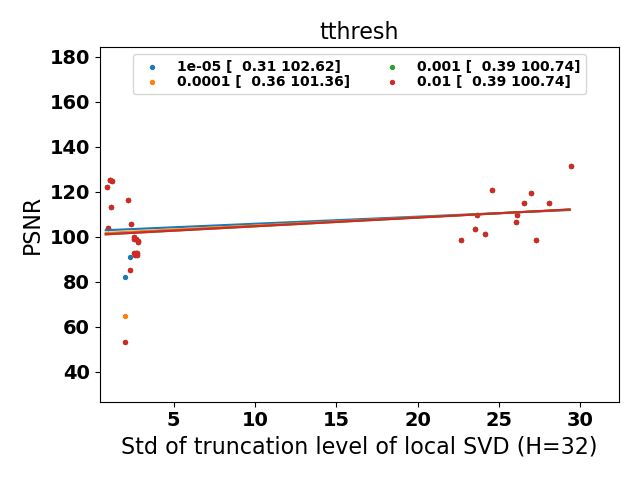 tthresh
1e-05 [  0.31 102.62]
0.0001 [  0.36 101.36]
0.001 [  0.39 100.74]
0.01 [  0.39 100.74]
180
160
140
120
100
80
60
40
PSNR
5 10 15 20 25 30
Std of truncation level of local SVD (H=32)